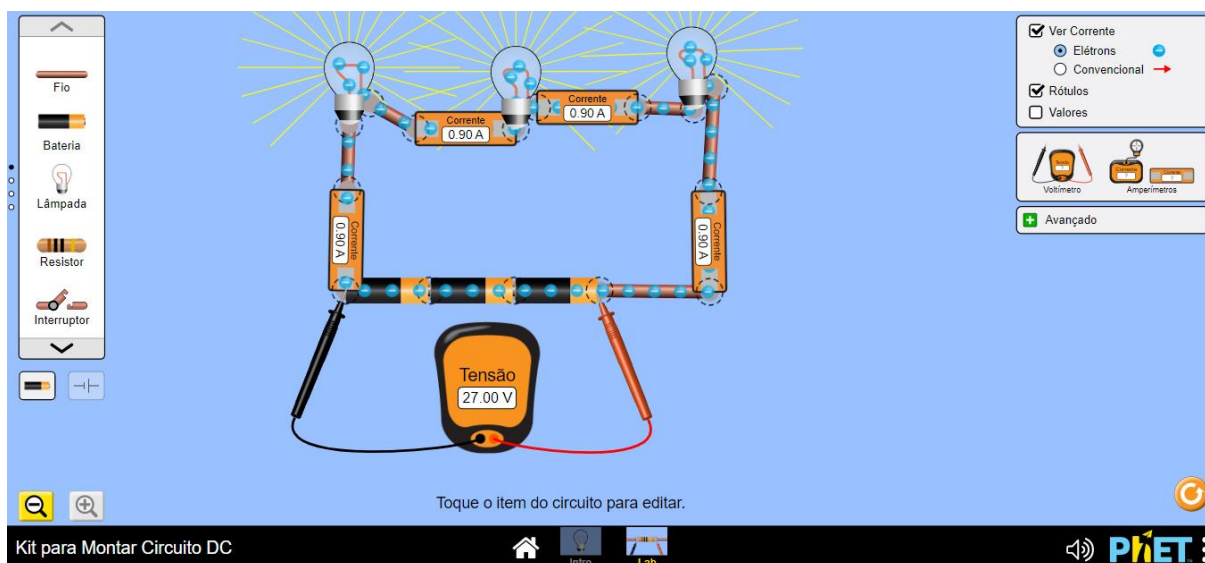 Fio
Bateria
Lâmpada
Resistor
Interruptor
Corrente
0.90 A
Corrente
0.90 A
Corrente
0.90 A
Corrente
0.90 A
Tensão
27.00 V
Ver Corrente
Elétrons
Convencional
Rótulos
Valores
Voltímetro
Amperímetros
Avançado
Toque o item do circuito para editar.
Kit para Montar Circuito DC
Intro
Lab
PhET